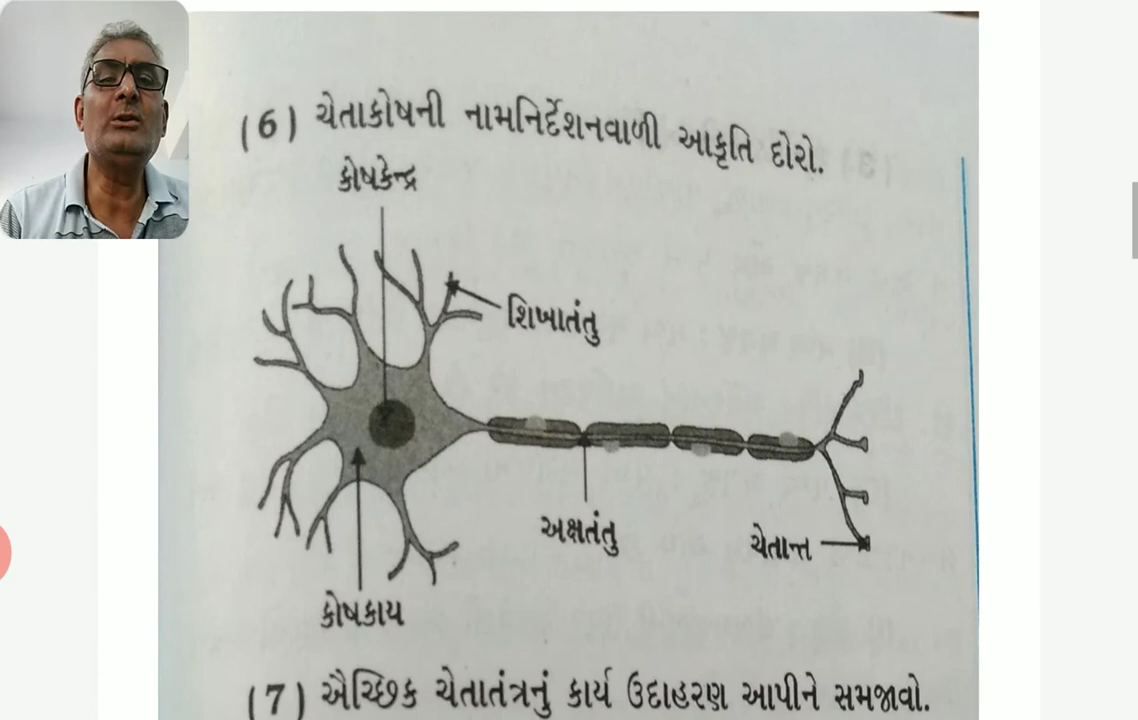 (6) ચેતાકોષની નામનિર્દેશનવાળી આકૃતિ દોરો.
કોષકેન્દ્ર
શિખાતંતુ
અક્ષતંતુ
ચેતાન્ત
કોષકાય
(7) ઐચ્છિક ચેતાતંત્રનું કાર્ય ઉદાહરણ આપીને સમજાવો.